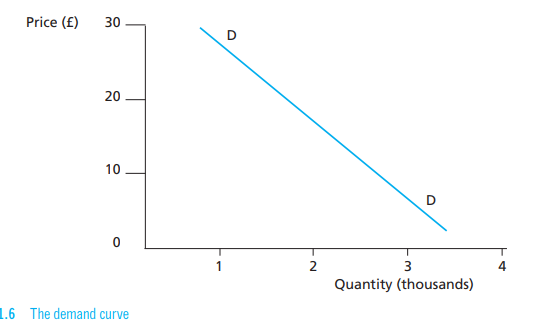 Price (£)
30
D
20
10
D
0
1
2
3
4
Quantity (thousands)
1.6 The demand curve